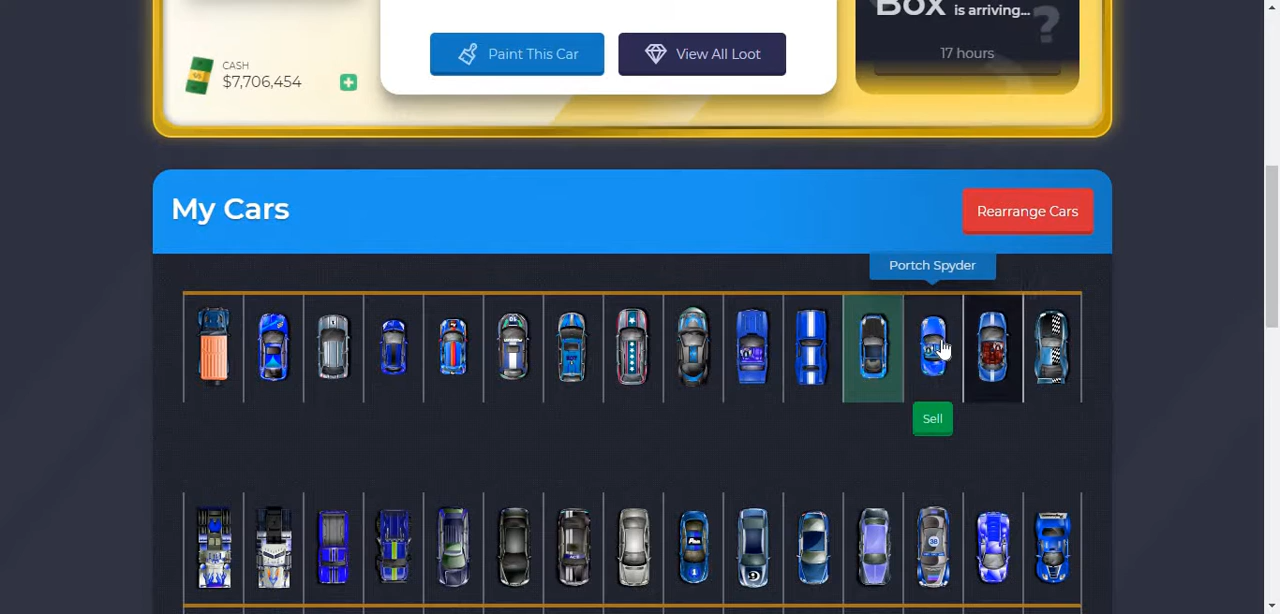 Box is arriving...
?
17 hours
Paint This Car
View All Loot
CASH
$7,706,454
My Cars
Rearrange Cars
Portch Spyder
Sell